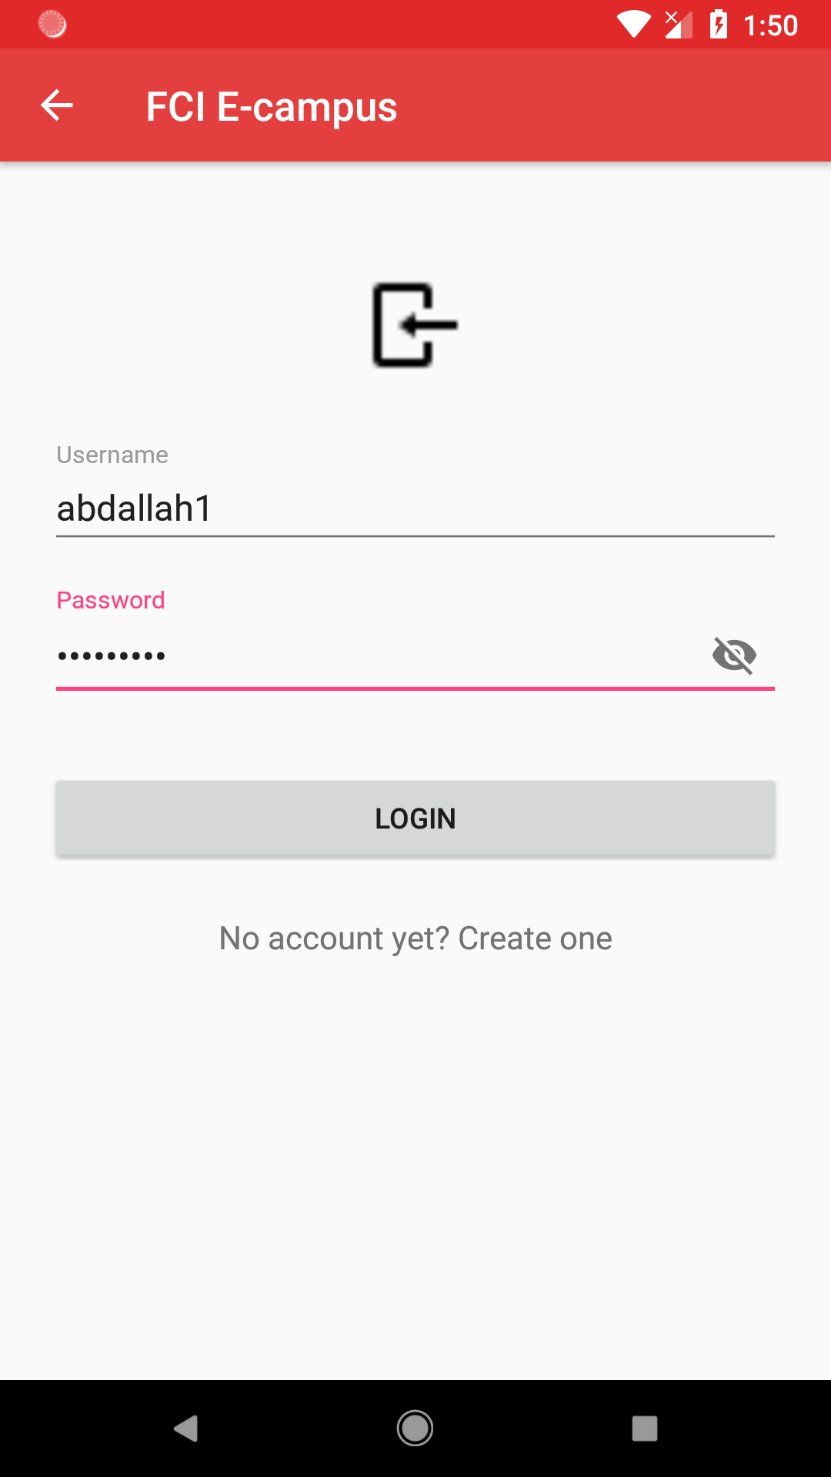 1:50
FCI E-campus
Username
abdallah1
Password
•••••••••
LOGIN
No account yet? Create one